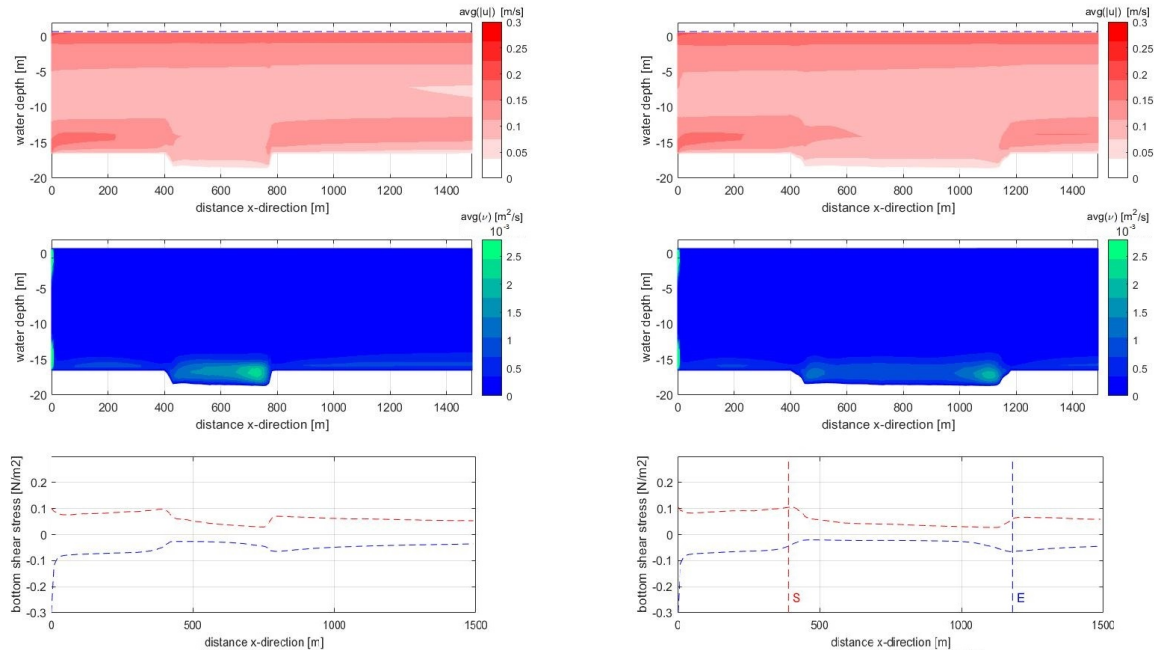 avg(|u|) [m/s]
0
-5
-10
-15
-20
water depth [m]
0 200 400 600 800 1000 1200 1400
distance x-direction [m]
0.3
0.25
0.2
0.15
0.1
0.05
0
avg(|u|) [m/s]
0
-5
-10
-15
-20
water depth [m]
0 200 400 600 800 1000 1200 1400
distance x-direction [m]
0.3
0.25
0.2
0.15
0.1
0.05
0
avg(ν) [m²/s]
10⁻³
0
-5
-10
-15
-20
water depth [m]
0 200 400 600 800 1000 1200 1400
distance x-direction [m]
2.5
2
1.5
1
0.5
0
avg(ν) [m²/s]
10⁻³
0
-5
-10
-15
-20
water depth [m]
0 200 400 600 800 1000 1200 1400
distance x-direction [m]
2.5
2
1.5
1
0.5
0
bottom shear stress [N/m2]
0.2
0.1
0
-0.1
-0.2
-0.3
0 500 1000 1500
distance x-direction [m]
bottom shear stress [N/m2]
0.2
0.1
0
-0.1
-0.2
-0.3
S
E
0 500 1000 1500
distance x-direction [m]